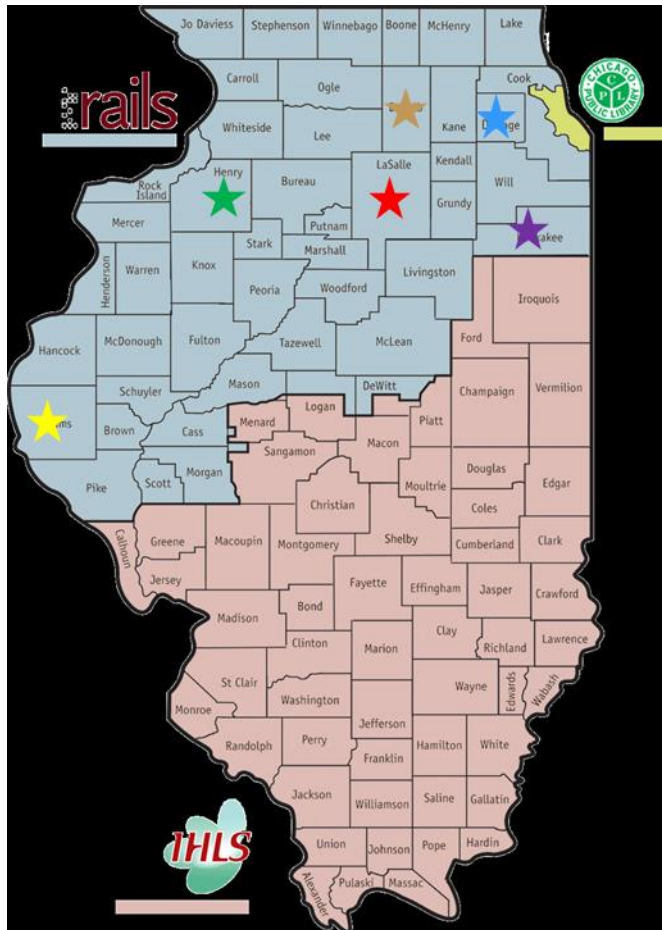 Jo Daviess
Stephenson
Winnebago
Boone
McHenry
Lake
Carroll
Ogle
Cook
rails
CHICAGO
CPL
PUBLIC LIBRARY
Whiteside
Lee
Kane
LaSalle
Kendall
Henry
Bureau
Will
Rock
Island
Grundy
Mercer
Putnam
Stark
Marshall
Henderson
Warren
Knox
Livingston
Peoria
Woodford
Iroquois
Hancock
McDonough
Fulton
Tazewell
McLean
Ford
Schuyler
Mason
DeWitt
Champaign
Vermilion
Logan
Menard
Piatt
Brown
Cass
Macon
Sangamon
Douglas
Morgan
Scott
Moultrie
Edgar
Pike
Christian
Coles
Calhoun
Greene
Macoupin
Montgomery
Shelby
Cumberland
Clark
Jersey
Fayette
Effingham
Jasper
Crawford
Bond
Madison
Clay
Clinton
Marion
Richland
Lawrence
St Clair
Wayne
Edwards
Wabash
Washington
Monroe
Jefferson
Randolph
Perry
Hamilton
White
Franklin
Jackson
Williamson
Saline
Gallatin
IHLS
Union
Johnson
Pope
Hardin
Alexander
Pulaski
Massac